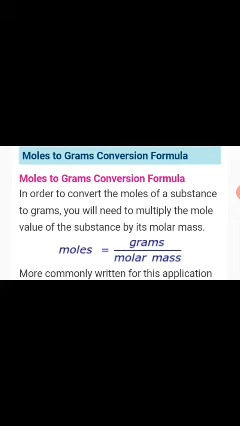 Moles to Grams Conversion Formula
Moles to Grams Conversion Formula
In order to convert the moles of a substance
to grams, you will need to multiply the mole
value of the substance by its molar mass.
moles = grams / molar mass
More commonly written for this application